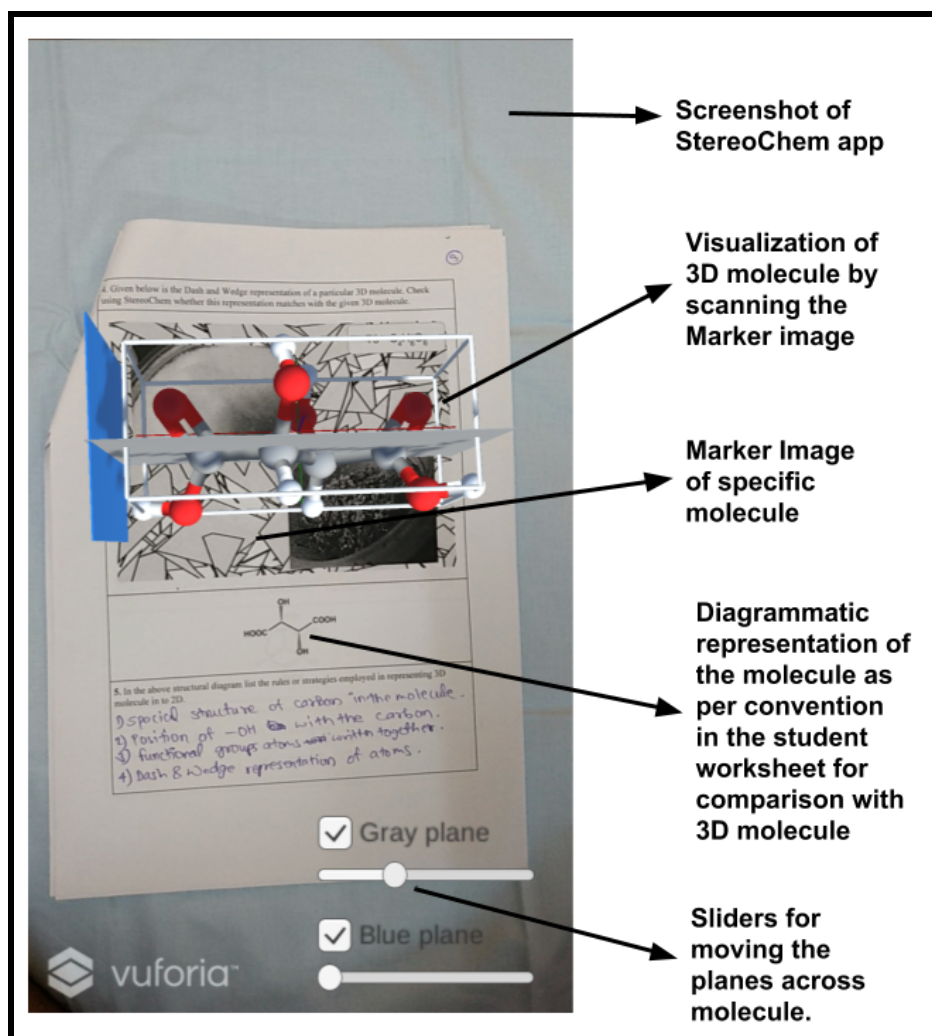 Screenshot of
StereoChem app
Visualization of
3D molecule by
scanning the
Marker image
4. Given below is the Dash and Wedge representation of a particular 3D molecule. Check
using StereoChem whether this representation matches with the given 3D molecule.
Marker Image
of specific
molecule
OH
HOOC
COOH
OH
Diagrammatic
representation of
the molecule as
per convention
in the student
worksheet for
comparison with
3D molecule
5. In the above structural diagram list the rules or strategies employed in representing 3D
molecule in to 2D.
1) special structure of carbon in the molecule.
2) Position of -OH with the carbon.
3) functional groups atoms written together.
4) Dash & Wedge representation of atoms.
Gray plane
Blue plane
Sliders for
moving the
planes across
molecule.
vuforia™